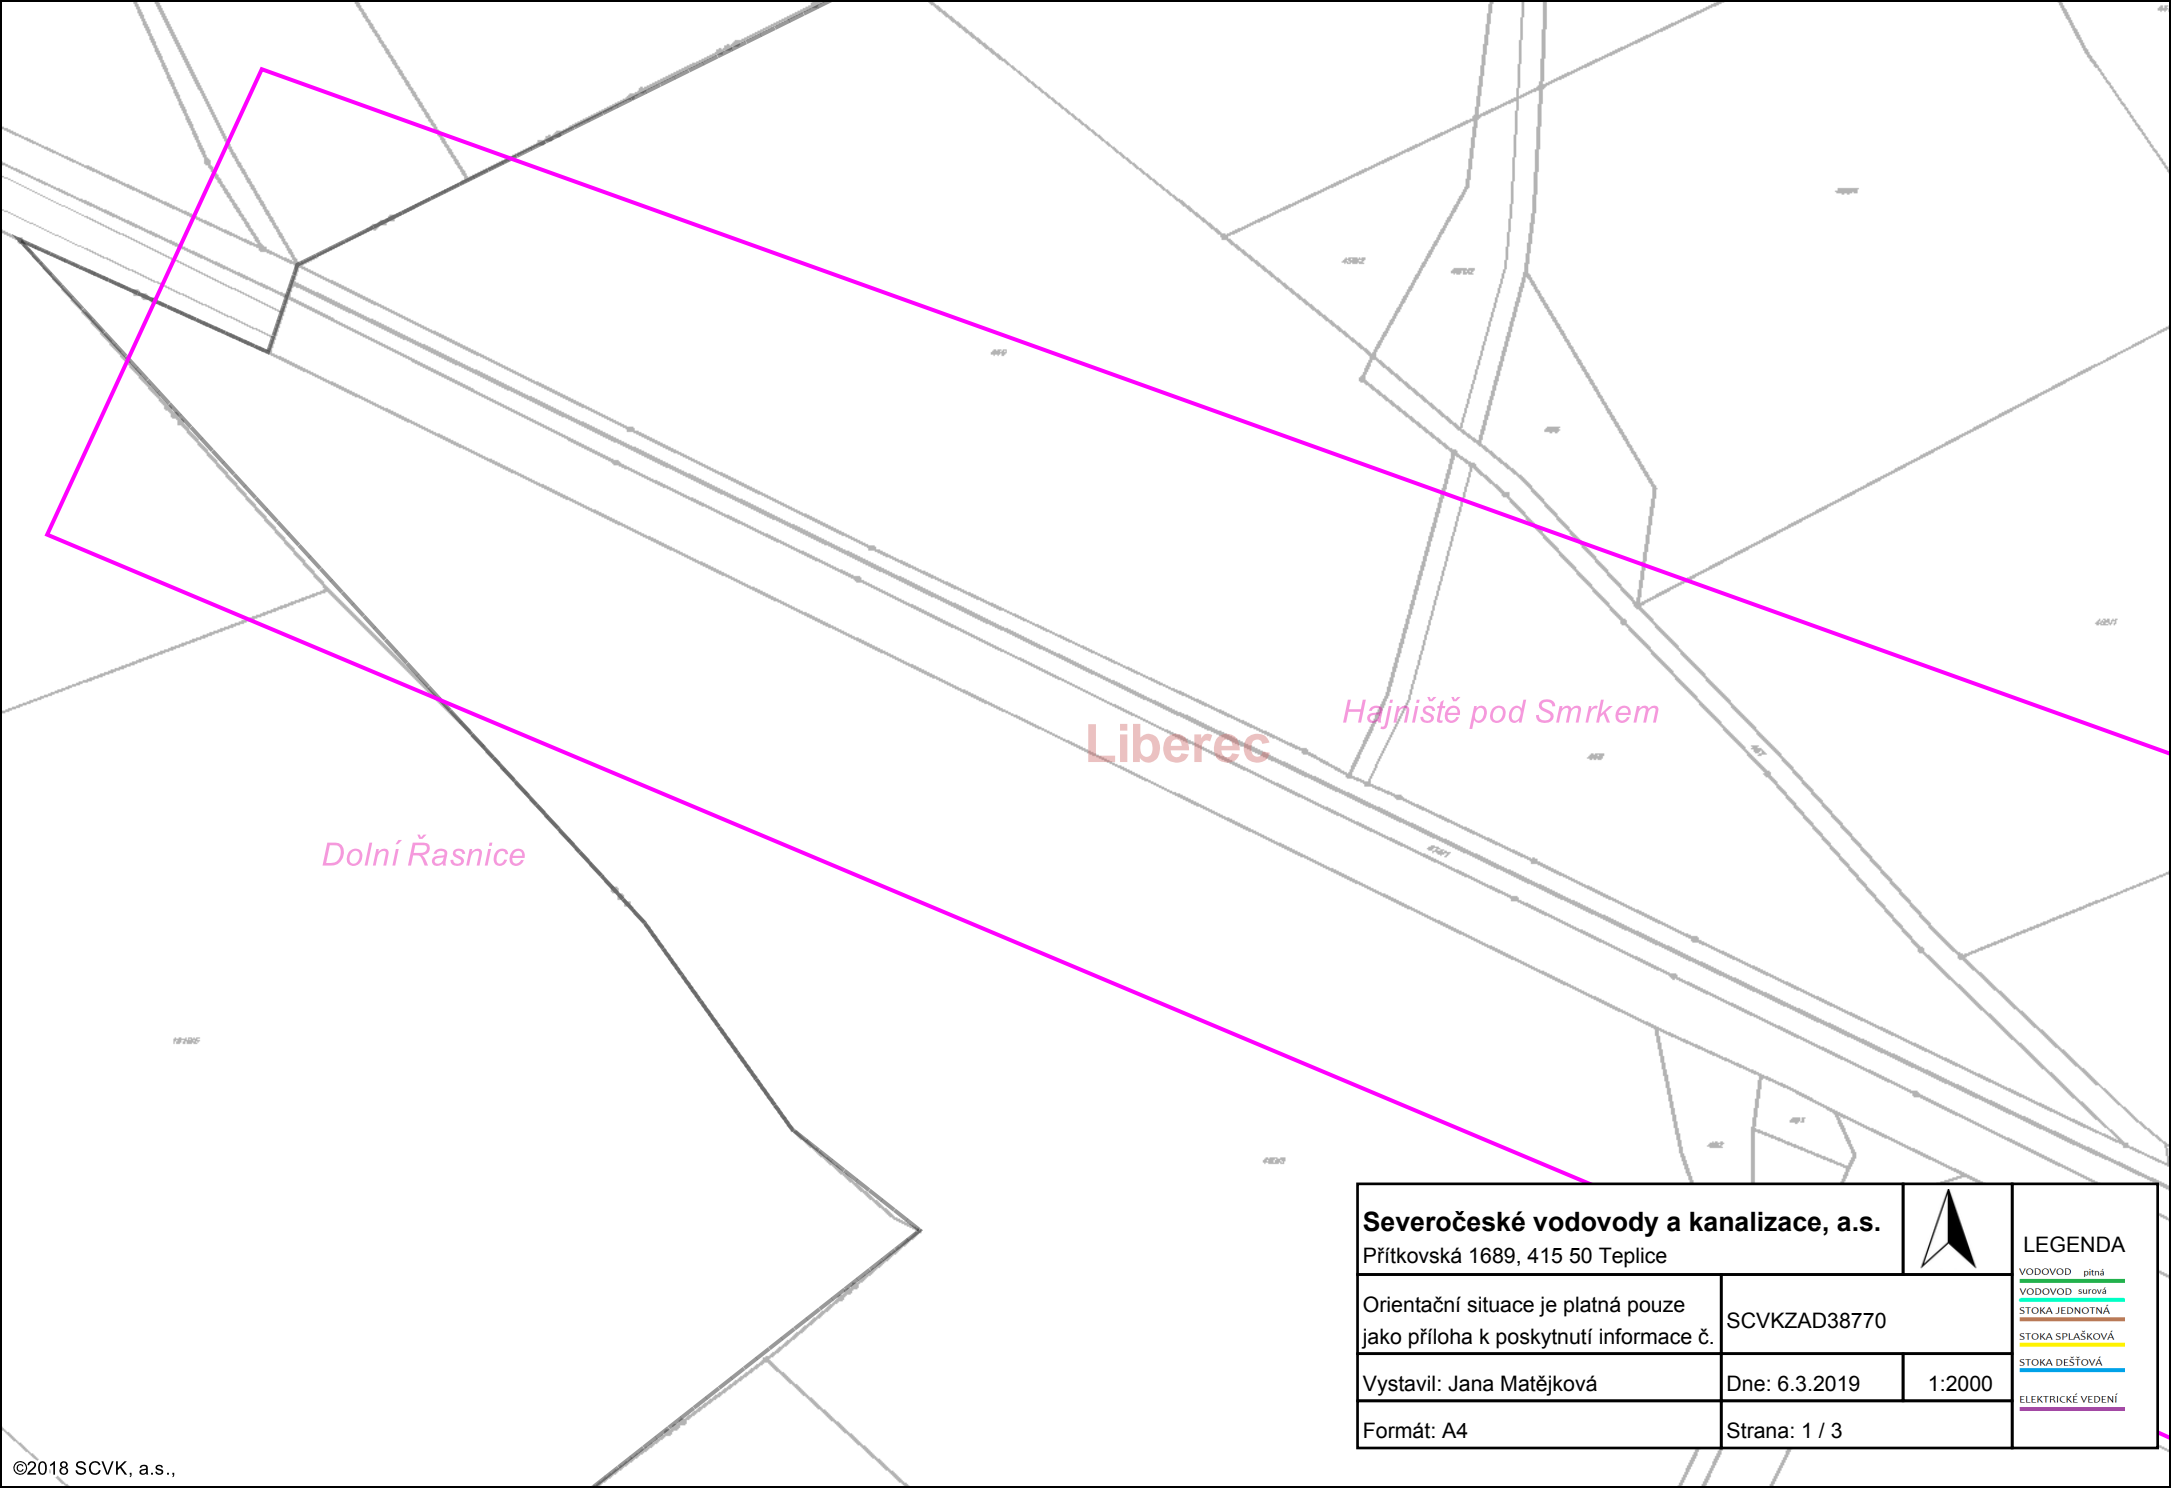 Hajniště pod Smrkem
Liberec
Dolní Řasnice
467
Severočeské vodovody a kanalizace, a.s.
Přítkovská 1689, 415 50 Teplice
Orientační situace je platná pouze
jako příloha k poskytnutí informace č.
SCVKZAD38770
Vystavil: Jana Matějková
Dne: 6.3.2019
1:2000
Formát: A4
Strana: 1 / 3
LEGENDA
VODOVOD pitná
VODOVOD surová
STOKA JEDNOTNÁ
STOKA SPLAŠKOVÁ
STOKA DEŠŤOVÁ
ELEKTRICKÉ VEDENÍ
©2018 SCVK, a.s.,